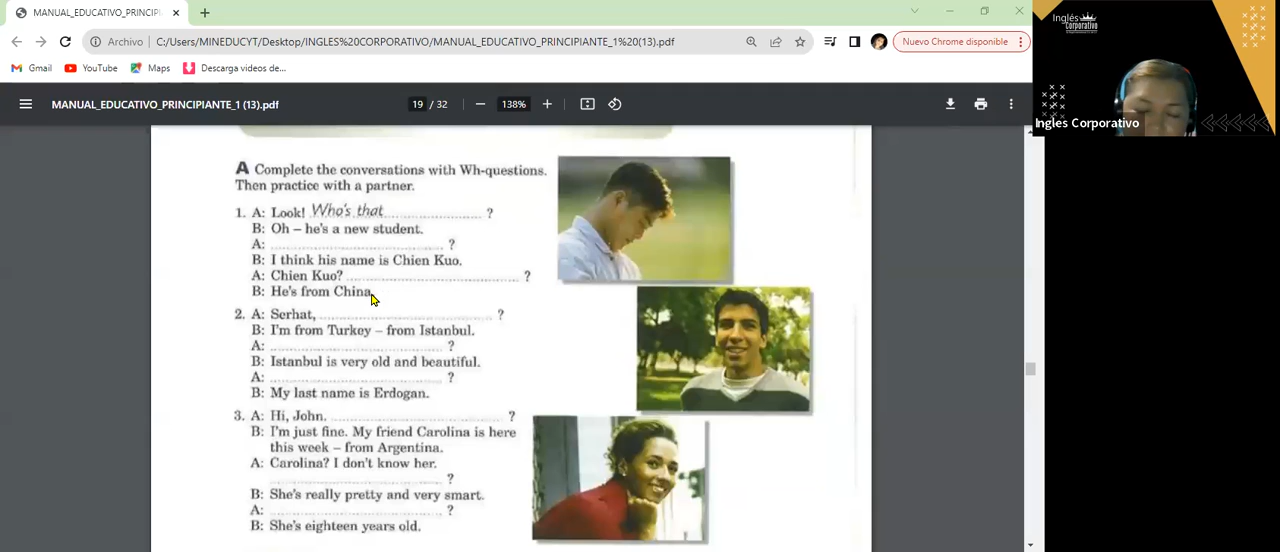 MANUAL_EDUCATIVO_PRINCIPI
Archivo
C:/Users/MINEDUCYT/Desktop/INGLES%20CORPORATIVO/MANUAL_EDUCATIVO_PRINCIPIANTE_1%20(13).pdf
Nuevo Chrome disponible
Gmail
YouTube
Maps
Descarga videos de...
MANUAL_EDUCATIVO_PRINCIPIANTE_1 (13).pdf
19 / 32
138%
Inglés
Corporativo
Ingles Corporativo
A Complete the conversations with Wh-questions.
Then practice with a partner.
1. A: Look! Who's that ?
B: Oh – he's a new student.
A: ?
B: I think his name is Chien Kuo.
A: Chien Kuo? ?
B: He's from China.
2. A: Serhat, ?
B: I'm from Turkey – from Istanbul.
A: ?
B: Istanbul is very old and beautiful.
A: ?
B: My last name is Erdogan.
3. A: Hi, John. ?
B: I'm just fine. My friend Carolina is here
this week – from Argentina.
A: Carolina? I don't know her.
?
B: She's really pretty and very smart.
A: ?
B: She's eighteen years old.